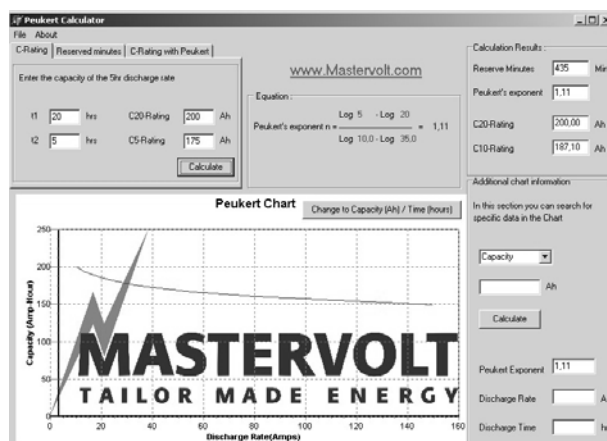 Peukert Calculator
File About
C-Rating Reserved minutes C-Rating with Peukert
Enter the capacity of the 5hr discharge rate
t1 20 hrs C20-Rating 200 Ah
t2 5 hrs C5-Rating 175 Ah
Calculate
www.Mastervolt.com
Equation :
Log 5 - Log 20
Peukert's exponent n = = 1,11
Log 10,0 - Log 35,0
Calculation Results :
Reserve Minutes 435 Min
Peukert's exponent 1,11
C20-Rating 200,00 Ah
C10-Rating 187,10 Ah
Additional chart information
In this section you can search for
specific data in the Chart
Capacity
Ah
Calculate
Peukert Exponent 1,11
Discharge Rate A
Discharge Time h
Peukert Chart
Change to Capacity (Ah) / Time (hours)
250
200
150
100
50
0
Capacity (Amp-Hour)
MASTERVOLT
TAILOR MADE ENERGY
0 20 40 60 80 100 120 140 160
Discharge Rate(Amps)